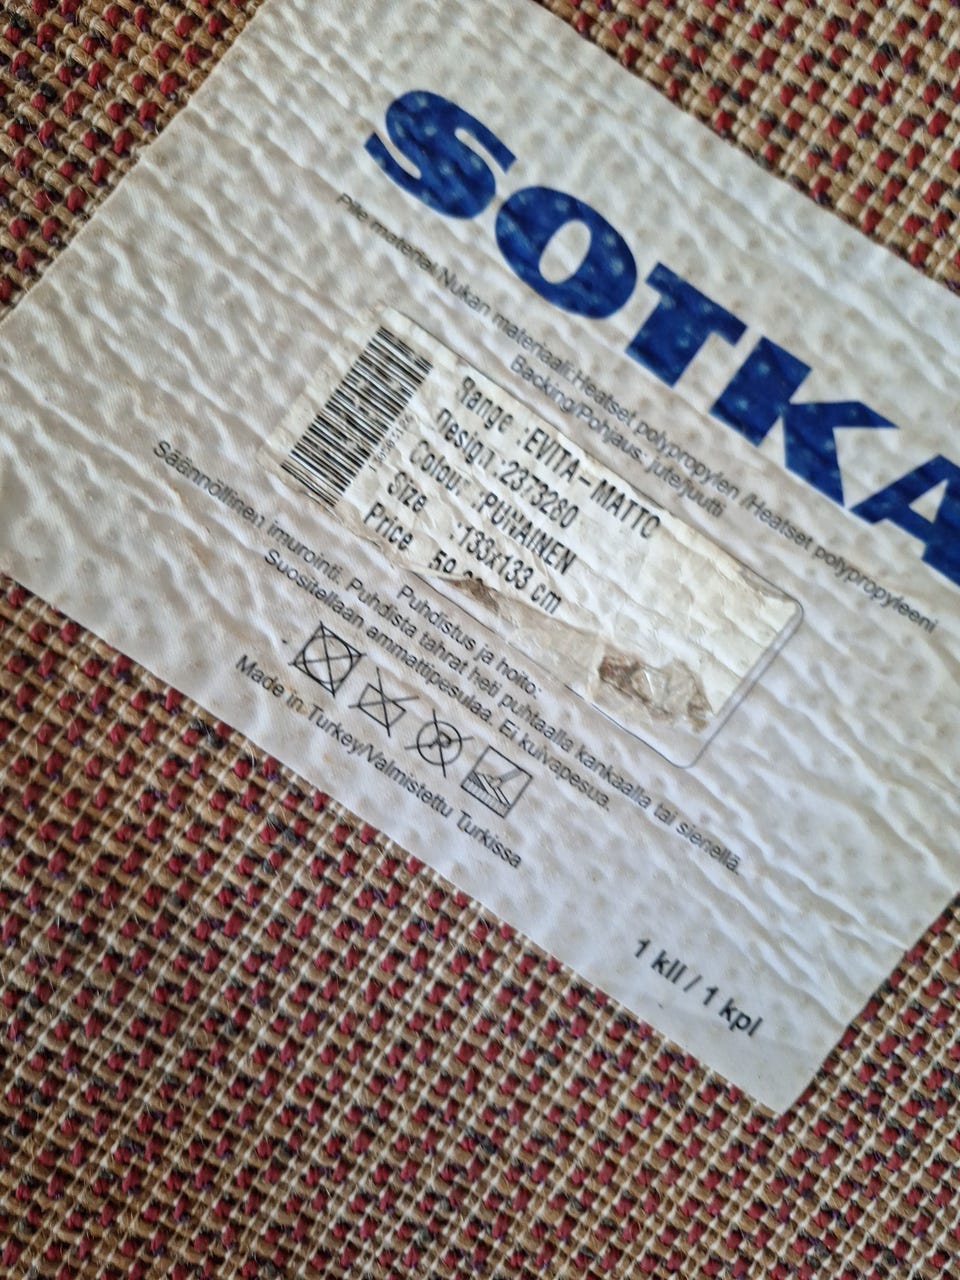 SOTKA
Pile material/Nukan materiaali: Heatset polypropylen /Heatset polypropyleeni
Backing/Pohjaus: jute/juutti
Range :EVITA-MATTO
Design :2373280
Colour :PUNAINEN
Size :133x133 cm
Price
Puhdistus ja hoito:
Säännöllinen imurointi. Puhdista tahrat heti puhtaalla kankaalla tai sienellä.
Suositellaan ammattipesulaa. Ei kuivapesua.
Made in Turkey/Valmistettu Turkissa
1 kll / 1 kpl